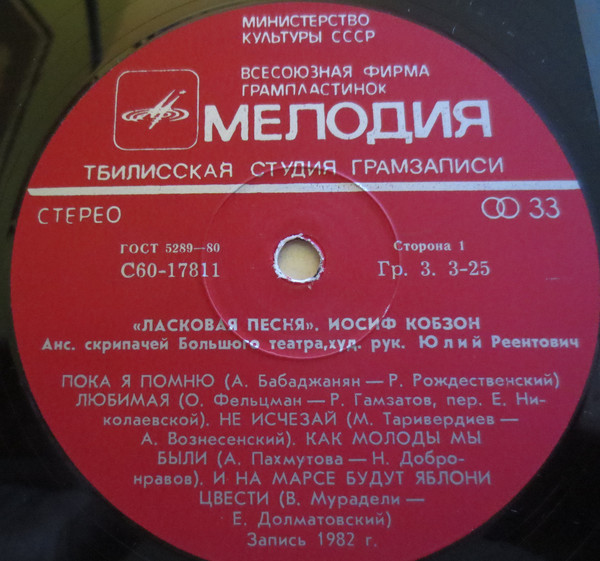 МИНИСТЕРСТВО
КУЛЬТУРЫ СССР
ВСЕСОЮЗНАЯ ФИРМА
ГРАМПЛАСТИНОК
МЕЛОДИЯ
ТБИЛИССКАЯ СТУДИЯ ГРАМЗАПИСИ
СТЕРЕО 33
ГОСТ 5289—80 Сторона 1
С60-17811 Гр. 3. 3-25
«ЛАСКОВАЯ ПЕСНЯ». ИОСИФ КОБЗОН
Анс. скрипачей Большого театра,худ. рук. Юлий Реентович
ПОКА Я ПОМНЮ (А. Бабаджанян — Р. Рождественский)
ЛЮБИМАЯ (О. Фельцман — Р. Гамзатов, пер. Е. Ни-
колаевской). НЕ ИСЧЕЗАЙ (М. Таривердиев —
А. Вознесенский). КАК МОЛОДЫ МЫ
БЫЛИ (А. Пахмутова — Н. Добро-
нравов). И НА МАРСЕ БУДУТ ЯБЛОНИ
ЦВЕСТИ (В. Мурадели —
Е. Долматовский)
Запись 1982 г.